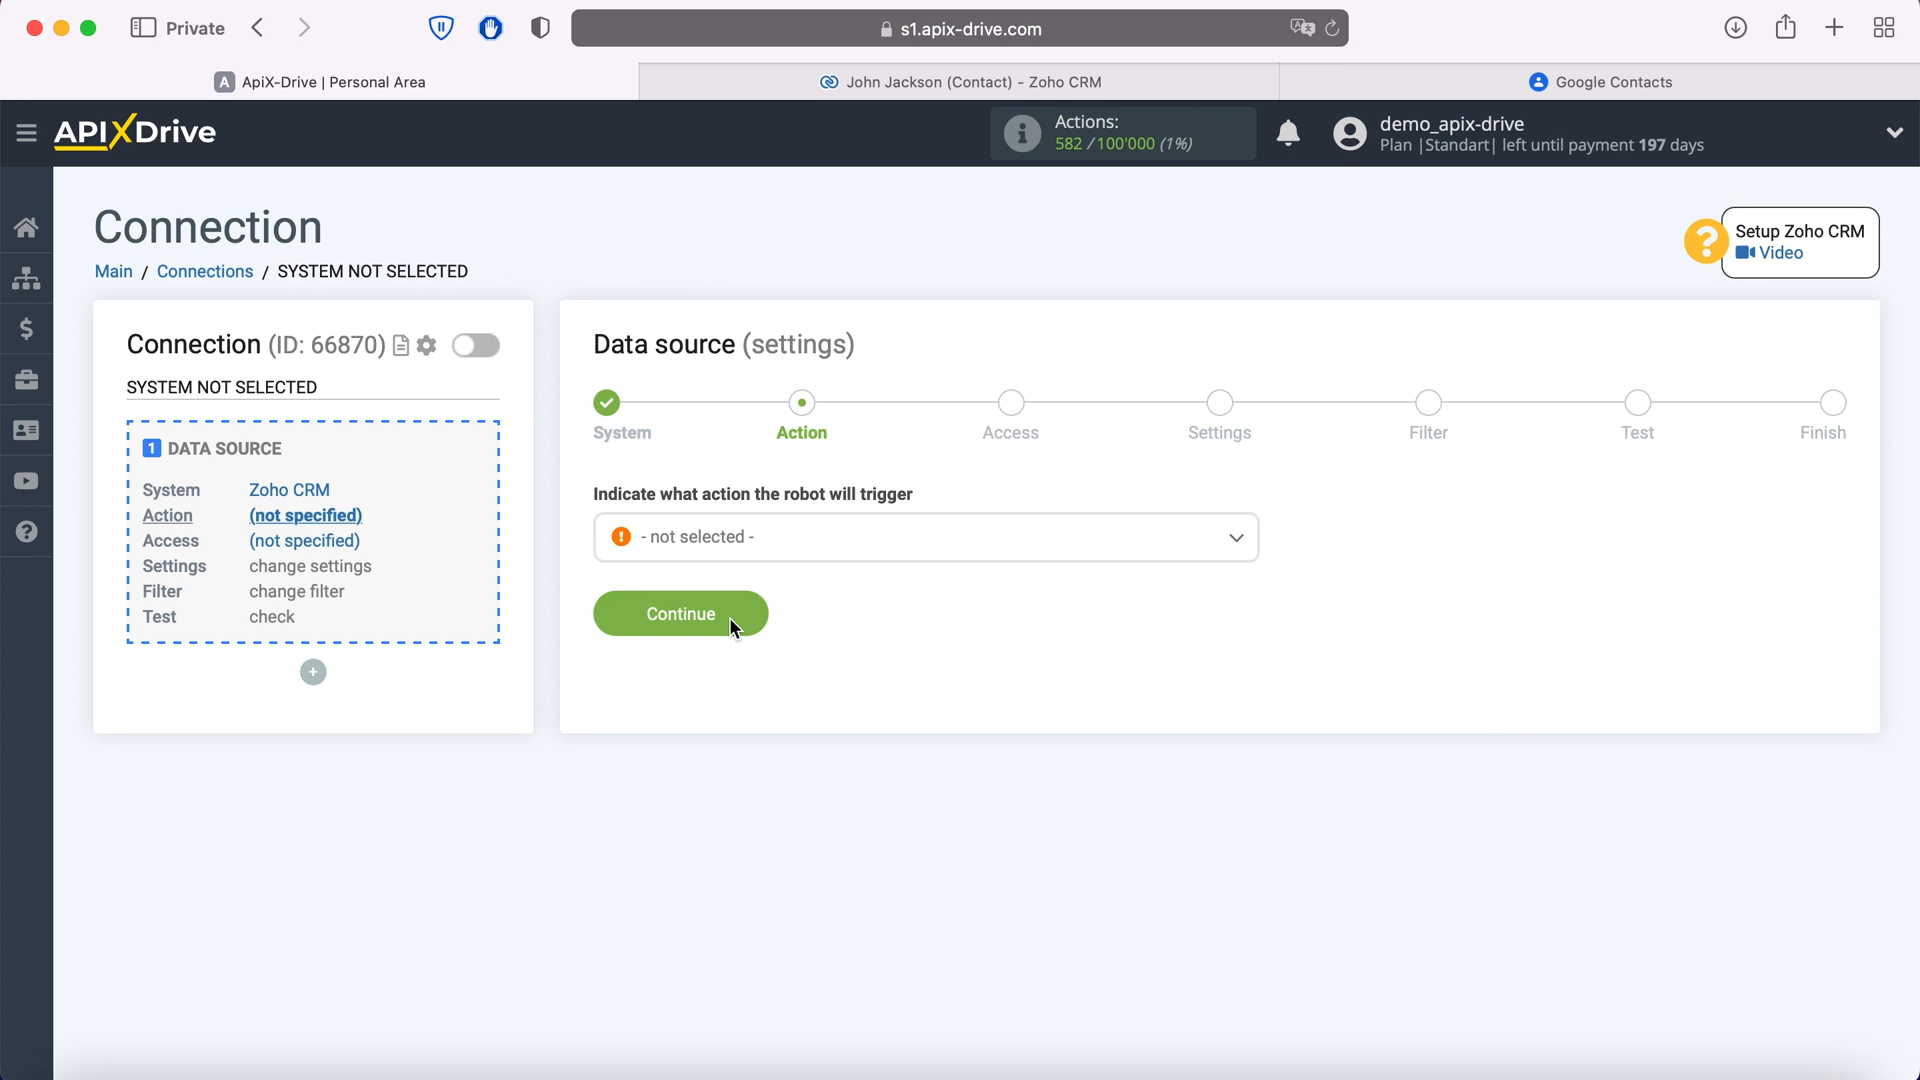 Private
s1.apix-drive.com
ApiX-Drive | Personal Area
John Jackson (Contact) - Zoho CRM
Google Contacts
APIXDrive
Actions:
582 / 100'000 (1%)
demo_apix-drive
Plan |Standart| left until payment 197 days
Connection
Main / Connections / SYSTEM NOT SELECTED
Setup Zoho CRM
Video
Connection (ID: 66870)
SYSTEM NOT SELECTED
1 DATA SOURCE
System Zoho CRM
Action (not specified)
Access (not specified)
Settings change settings
Filter change filter
Test check
Data source (settings)
System
Action
Access
Settings
Filter
Test
Finish
Indicate what action the robot will trigger
- not selected -
Continue